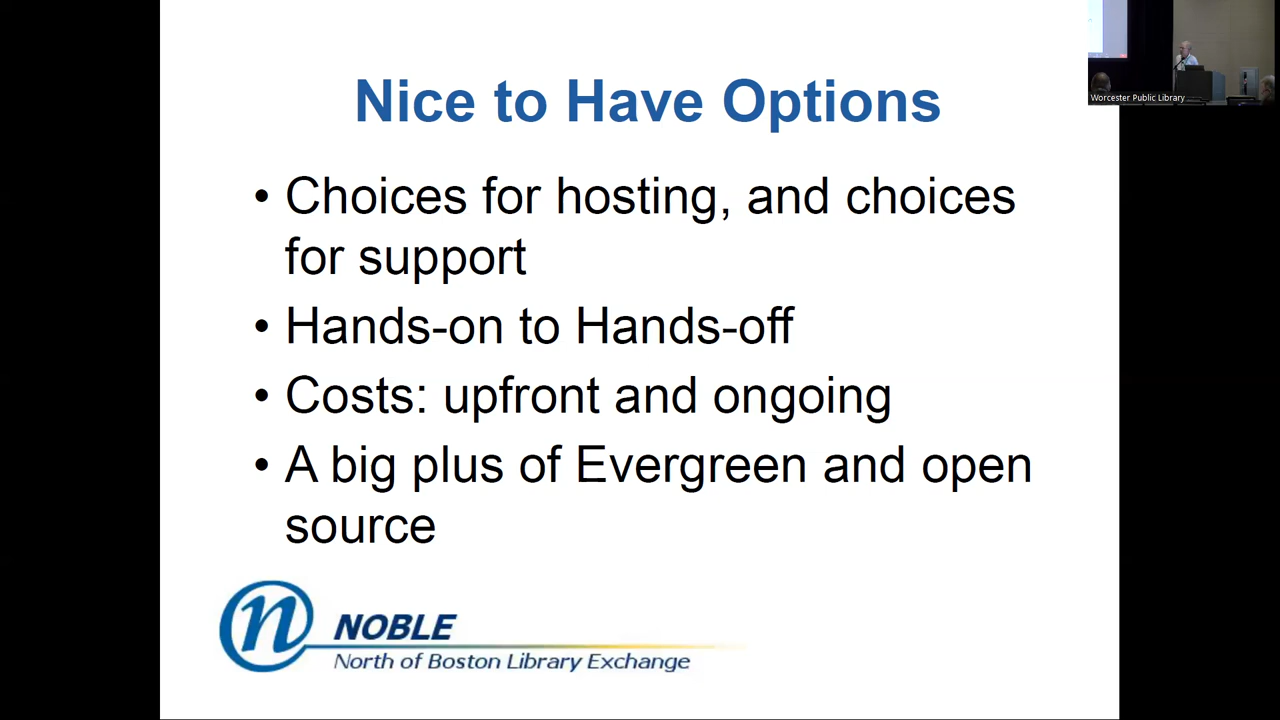 Nice to Have Options
Worcester Public Library
• Choices for hosting, and choices
for support
• Hands-on to Hands-off
• Costs: upfront and ongoing
• A big plus of Evergreen and open
source
n
NOBLE
North of Boston Library Exchange